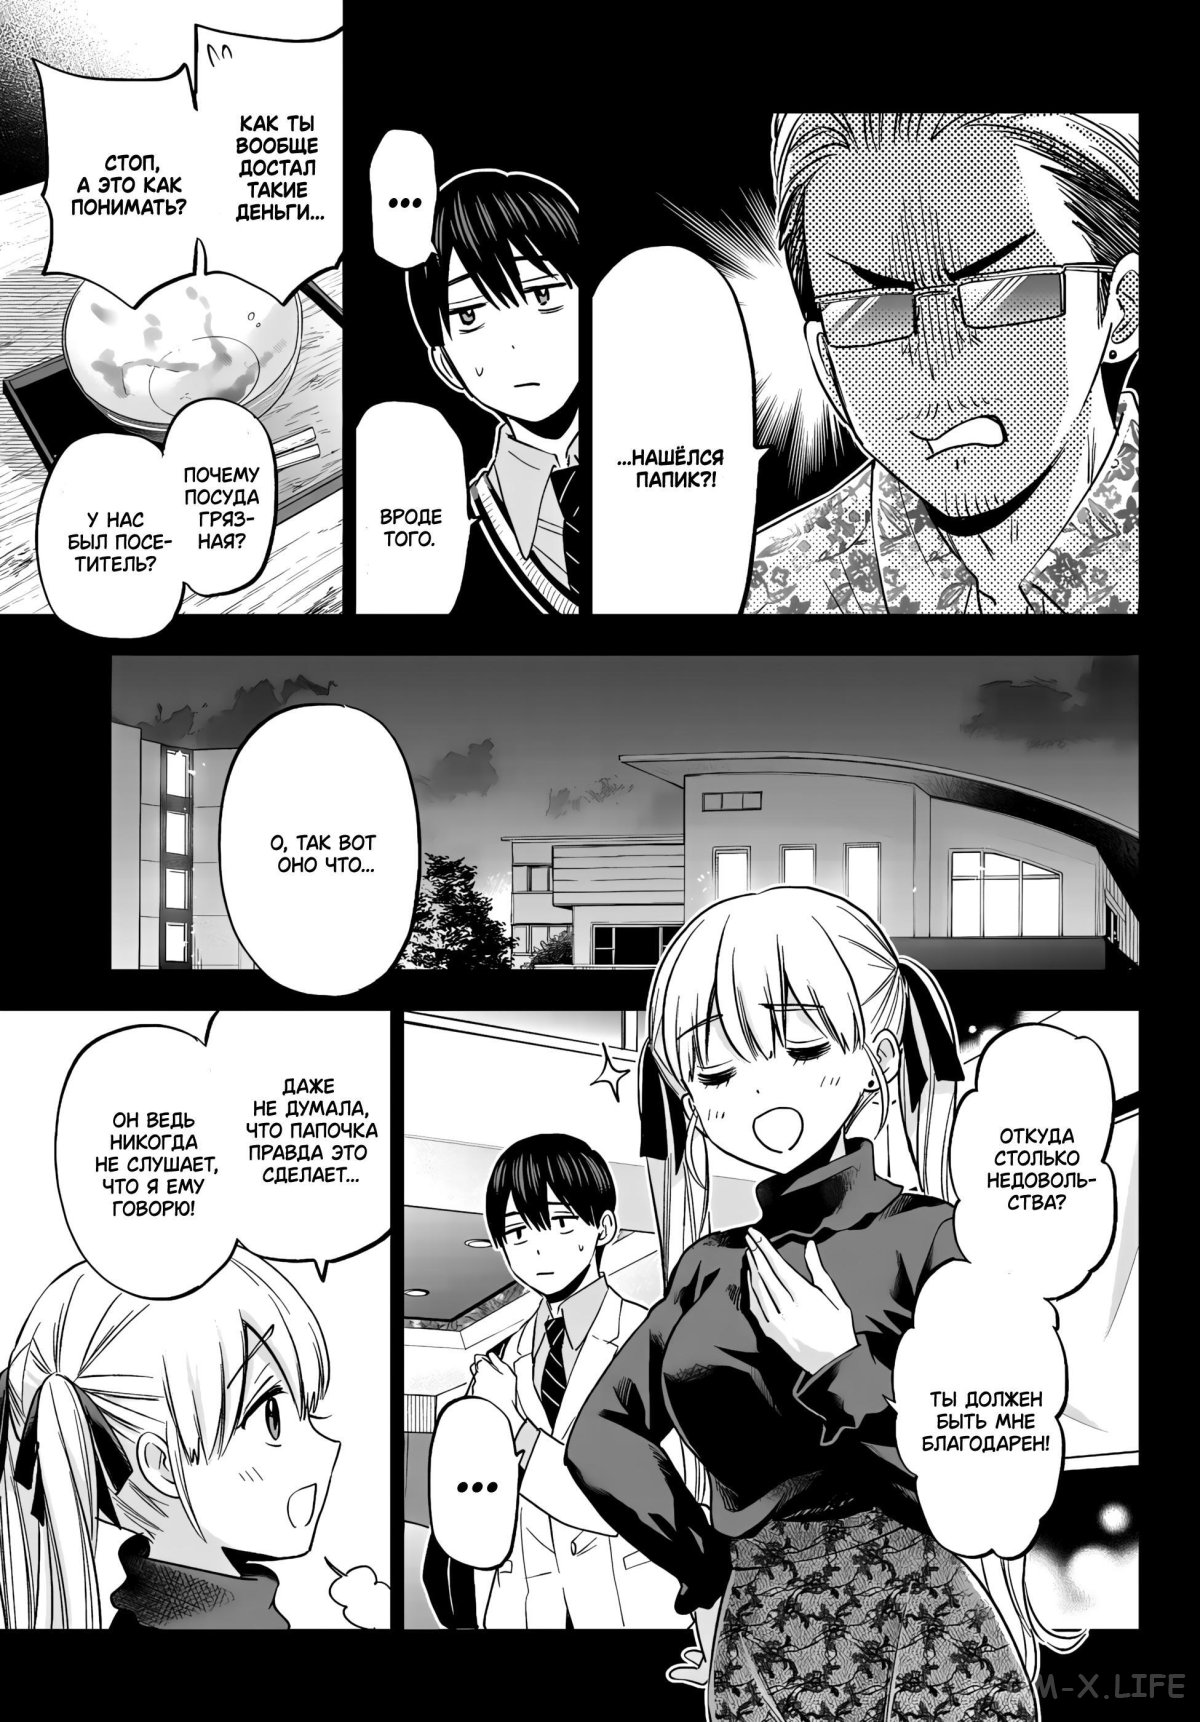 ...НАШЁЛСЯ
ПАПИК?!
...
ВРОДЕ
ТОГО.
КАК ТЫ
ВООБЩЕ
ДОСТАЛ
ТАКИЕ
ДЕНЬГИ...
СТОП,
А ЭТО КАК
ПОНИМАТЬ?
ПОЧЕМУ
ПОСУДА
ГРЯЗ-
НАЯ?
У НАС
БЫЛ ПОСЕ-
ТИТЕЛЬ?
О, ТАК ВОТ
ОНО ЧТО...
ОТКУДА
СТОЛЬКО
НЕДОВОЛЬ-
СТВА?
ТЫ ДОЛЖЕН
БЫТЬ МНЕ
БЛАГОДАРЕН!
...
ДАЖЕ
НЕ ДУМАЛА,
ЧТО ПАПОЧКА
ПРАВДА ЭТО
СДЕЛАЕТ...
ОН ВЕДЬ
НИКОГДА
НЕ СЛУШАЕТ,
ЧТО Я ЕМУ
ГОВОРЮ!
M-X.LIFE